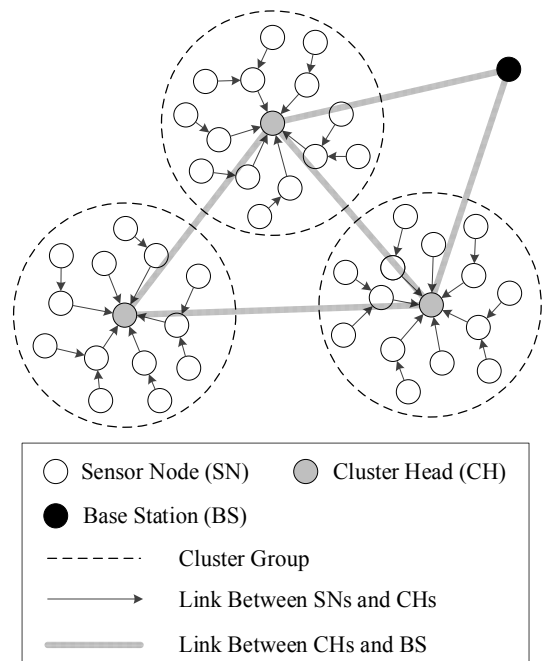 Sensor Node (SN) Cluster Head (CH)
Base Station (BS)
Cluster Group
Link Between SNs and CHs
Link Between CHs and BS